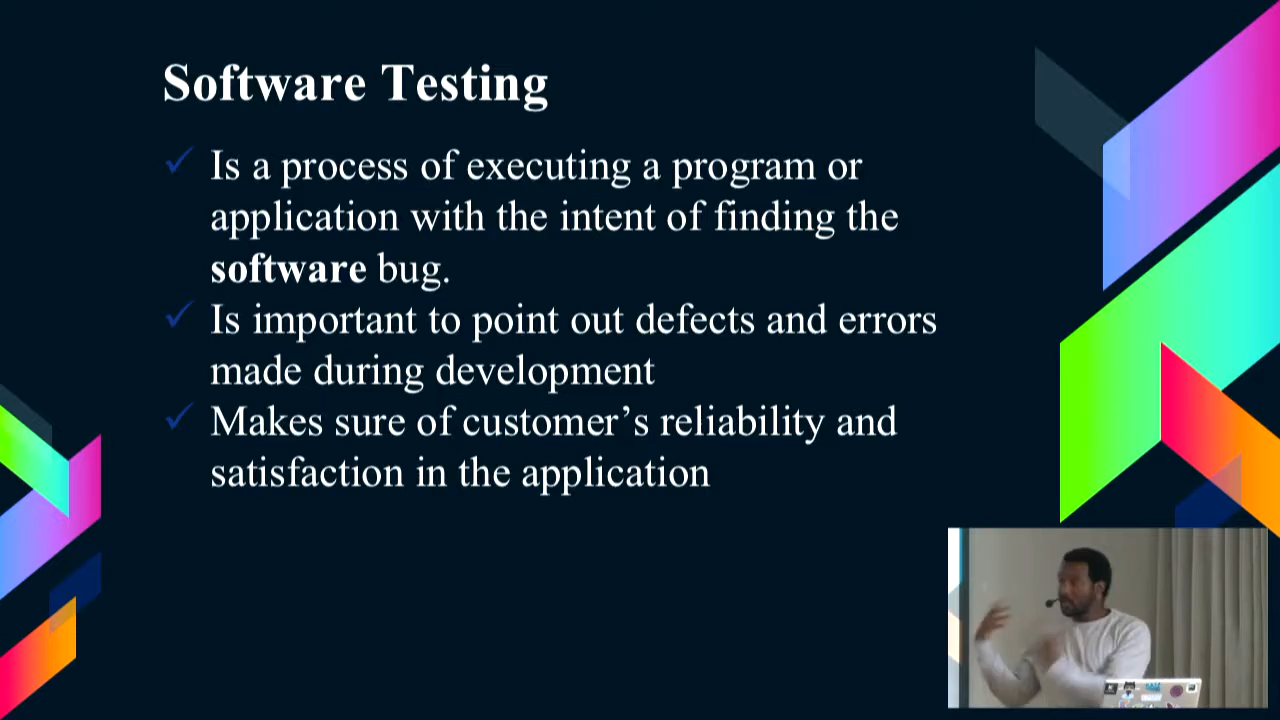 Software Testing
Is a process of executing a program or
application with the intent of finding the
software bug.
Is important to point out defects and errors
made during development
Makes sure of customer’s reliability and
satisfaction in the application